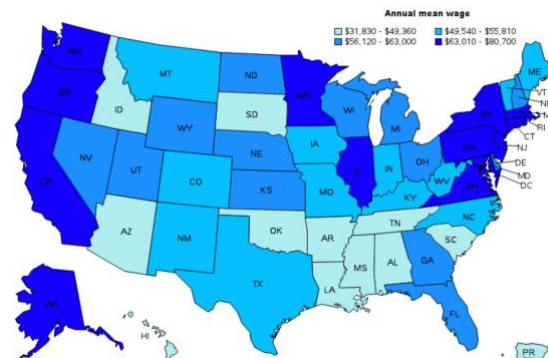 Annual mean wage
$31,830 - $49,360
$49,540 - $55,810
$56,120 - $63,000
$63,010 - $80,700
WA
MT
ND
MN
ME
OR
ID
SD
WI
MI
NY
VT
WY
IA
RI
CT
NV
NE
PA
NJ
UT
CO
IL
IN
OH
DE
MD
DC
CA
KS
MO
WV
VA
KY
NC
AZ
NM
OK
AR
TN
SC
TX
LA
MS
AL
GA
FL
AK
HI
PR